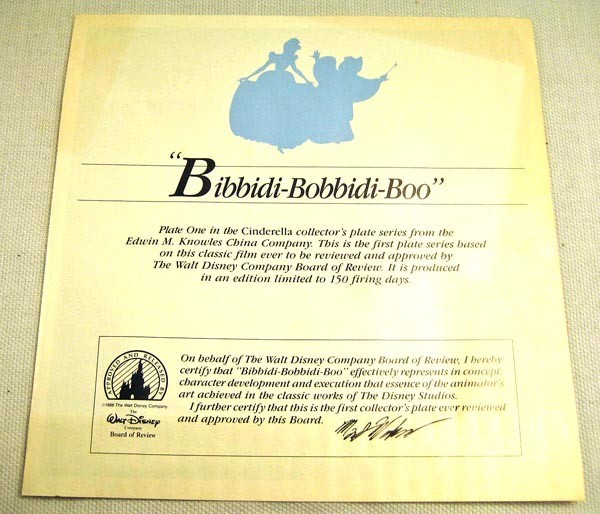 "Bibbidi-Bobbidi-Boo"
Plate One in the Cinderella collector's plate series from the
Edwin M. Knowles China Company. This is the first plate series based
on this classic film ever to be reviewed and approved by
The Walt Disney Company Board of Review. It is produced
in an edition limited to 150 firing days.
APPROVED AND RELEASED BY
©1988 The Walt Disney Company
The
Walt Disney
Company
Board of Review
On behalf of The Walt Disney Company Board of Review, I hereby
certify that "Bibbidi-Bobbidi-Boo" effectively represents in concept
character development and execution that essence of the animator's
art achieved in the classic works of The Disney Studios.
I further certify that this is the first collector's plate ever reviewed
and approved by this Board.